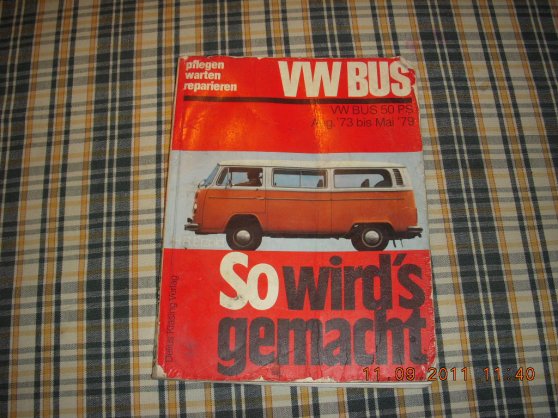 pflegen
warten
reparieren
VW BUS
VW BUS 50 PS
Aug. '73 bis Mai '79
So wird's
gemacht
Delius Klasing verlag
11.09.2011 11:40